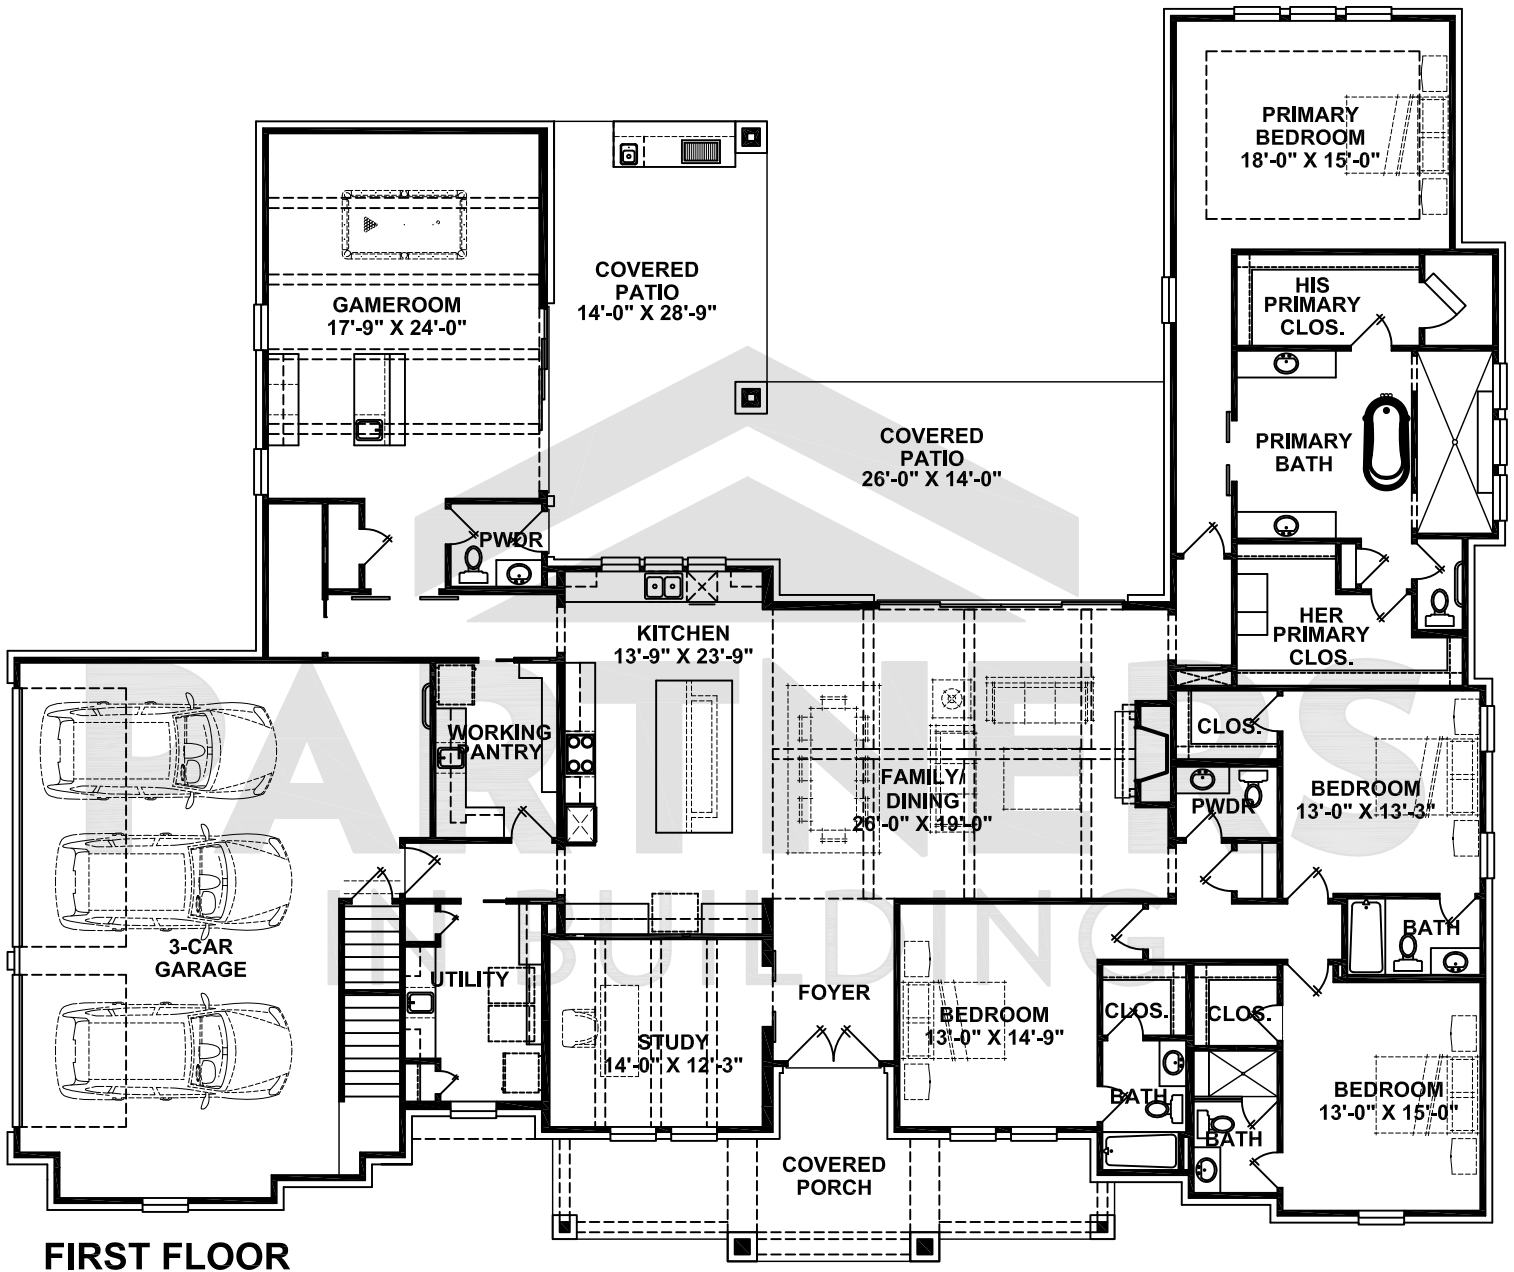 PRIMARY
BEDROOM
18'-0" X 15'-0"
COVERED
PATIO
14'-0" X 28'-9"
GAMEROOM
17'-9" X 24'-0"
HIS
PRIMARY
CLOS.
COVERED
PATIO
26'-0" X 14'-0"
PRIMARY
BATH
PWDR
KITCHEN
13'-9" X 23'-9"
HER
PRIMARY
CLOS.
PARTNERS
IN BUILDING
WORKING
PANTRY
CLOS.
FAMILY/
DINING
26'-0" X 19'-0"
PWDR
BEDROOM
13'-0" X 13'-3"
BATH
3-CAR
GARAGE
UTILITY
FOYER
STUDY
14'-0" X 12'-3"
BEDROOM
13'-0" X 14'-9"
CLOS.
CLOS.
BATH
BATH
BEDROOM
13'-0" X 15'-0"
COVERED
PORCH
FIRST FLOOR